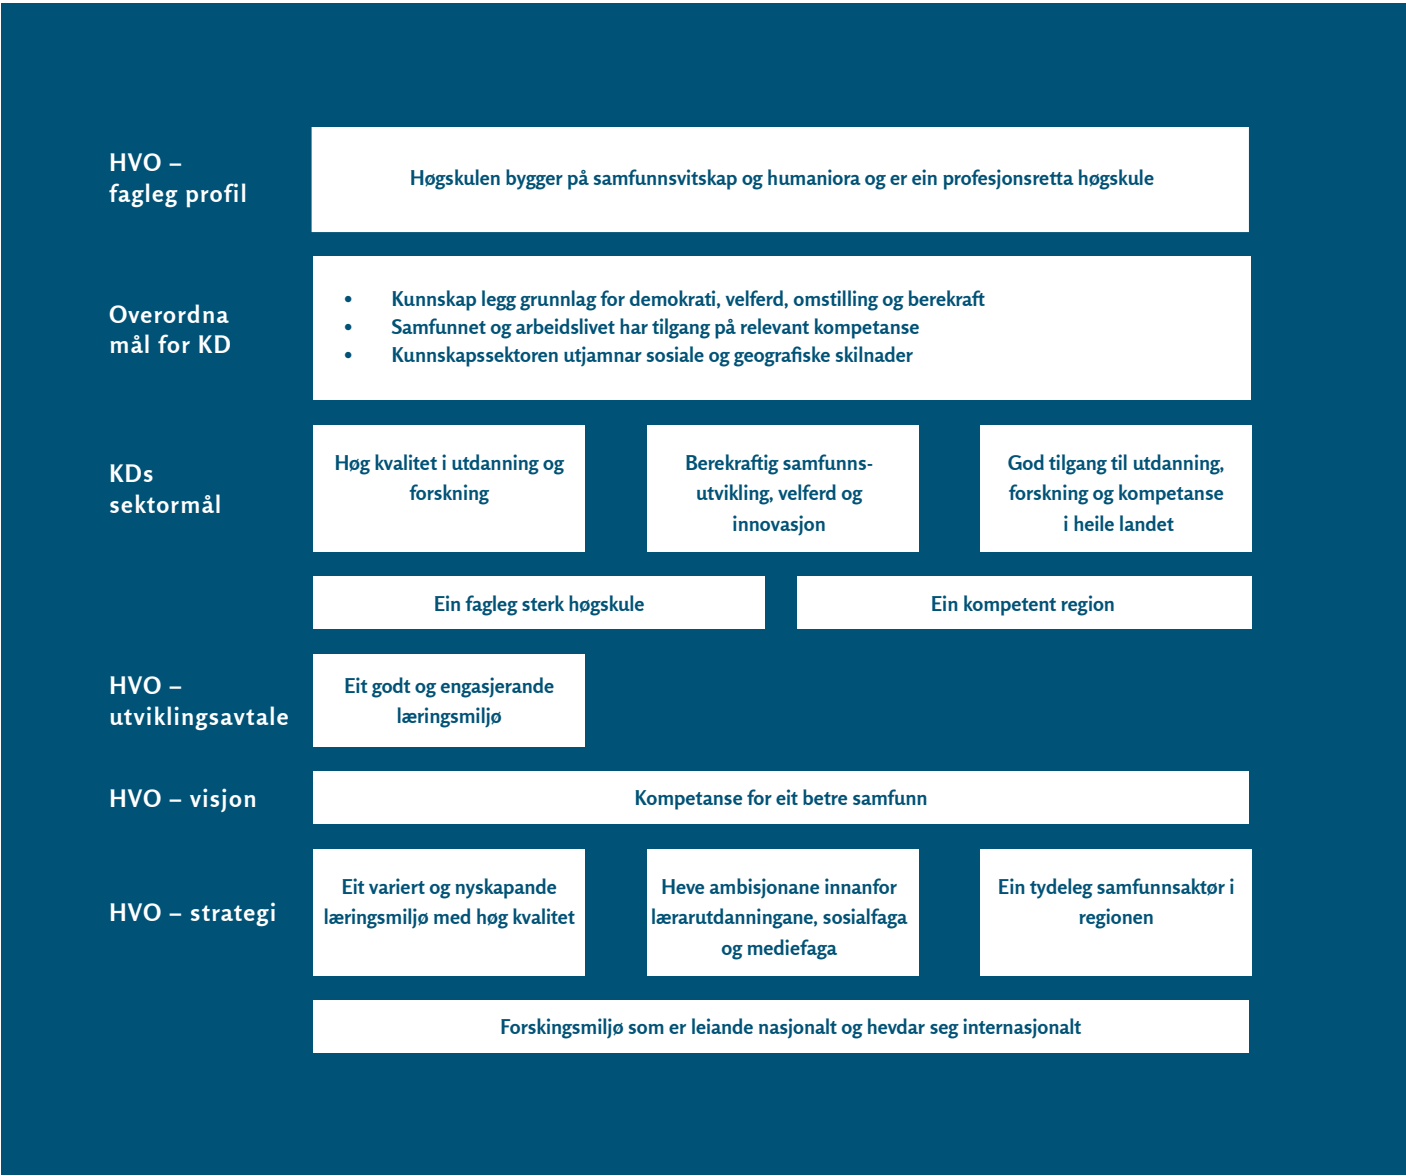 HVO –
fagleg profil
Høgskulen bygger på samfunnsvitskap og humaniora og er ein profesjonsretta høgskule
Overordna
mål for KD
• Kunnskap legg grunnlag for demokrati, velferd, omstilling og berekraft
• Samfunnet og arbeidslivet har tilgang på relevant kompetanse
• Kunnskapssektoren utjamnar sosiale og geografiske skilnader
KDs
sektormål
Høg kvalitet i utdanning og
forskning
Berekraftig samfunns-
utvikling, velferd og
innovasjon
God tilgang til utdanning,
forskning og kompetanse
i heile landet
Ein fagleg sterk høgskule
Ein kompetent region
HVO –
utviklingsavtale
Eit godt og engasjerande
læringsmiljø
HVO – visjon
Kompetanse for eit betre samfunn
HVO – strategi
Eit variert og nyskapande
læringsmiljø med høg kvalitet
Heve ambisjonane innanfor
lærarutdanningane, sosialfaga
og mediefaga
Ein tydeleg samfunnsaktør i
regionen
Forskingsmiljø som er leiande nasjonalt og hevdar seg internasjonalt